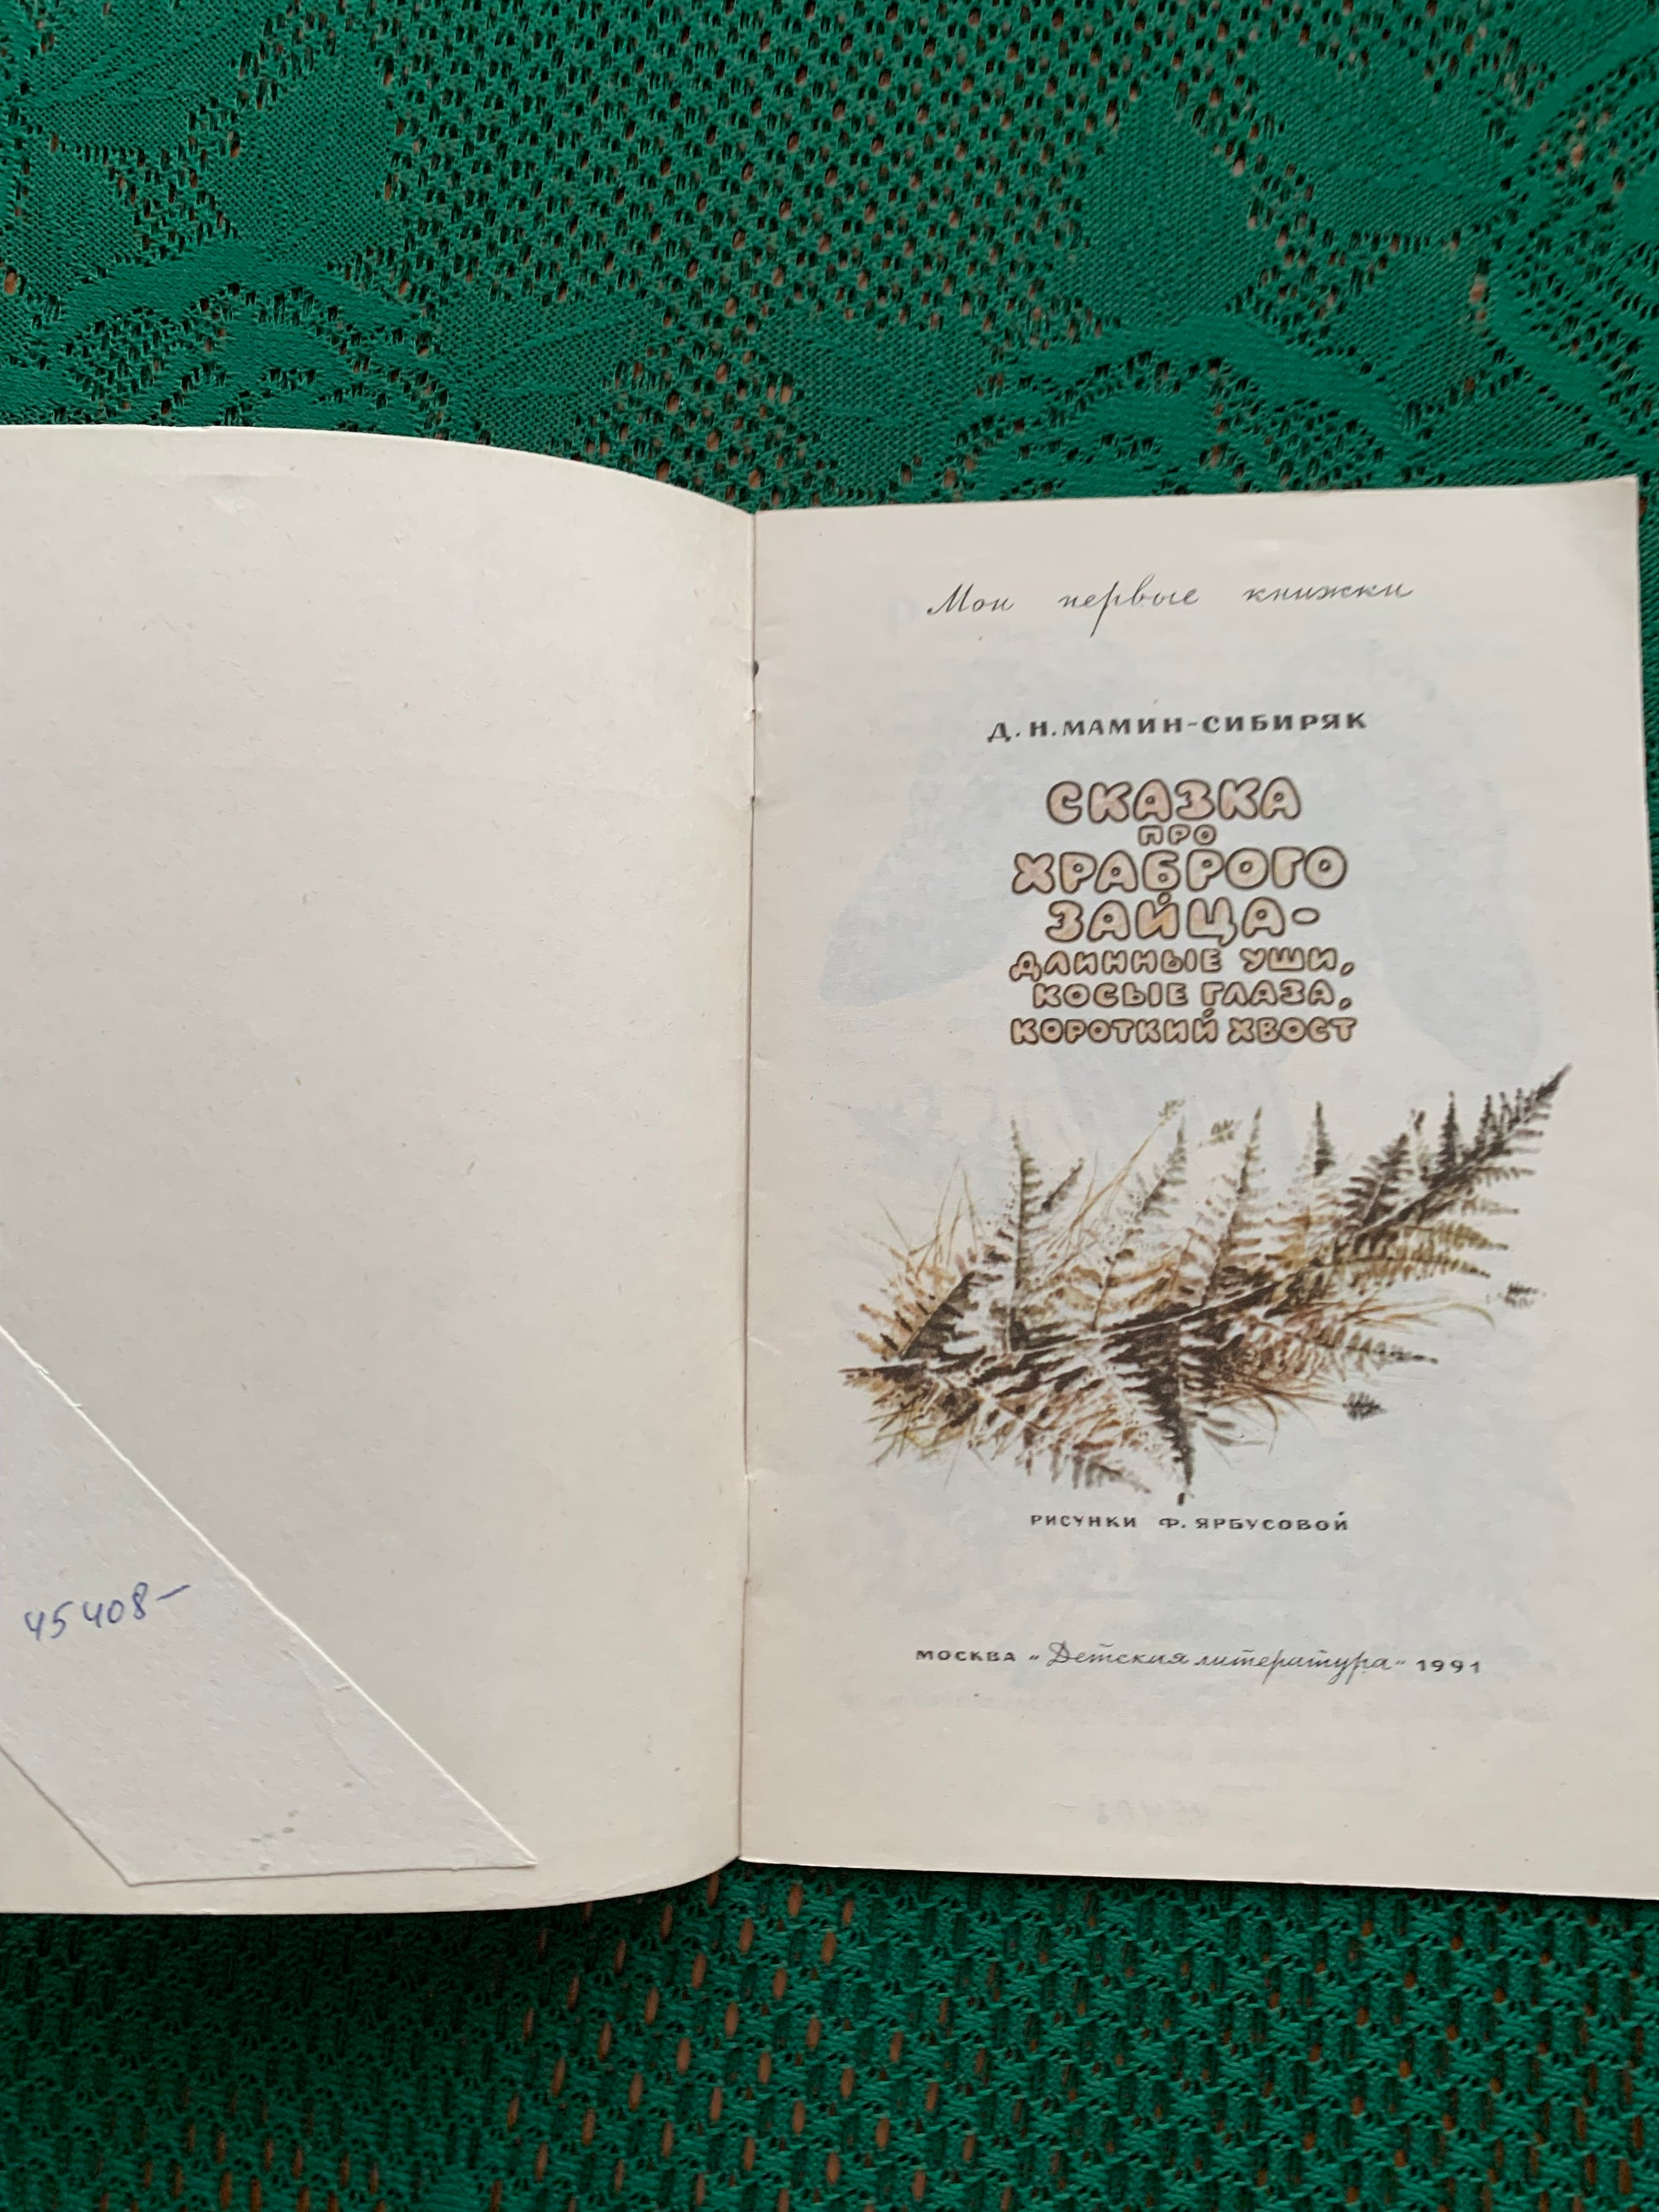 45408-
Мои первые книжки
Д. Н. МАМИН-СИБИРЯК
СКАЗКА
ПРО
ХРАБРОГО
ЗАЙЦА-
ДЛИННЫЕ УШИ,
КОСЫЕ ГЛАЗА,
КОРОТКИЙ ХВОСТ
РИСУНКИ Ф. ЯРБУСОВОЙ
МОСКВА "Детская литература" 1991